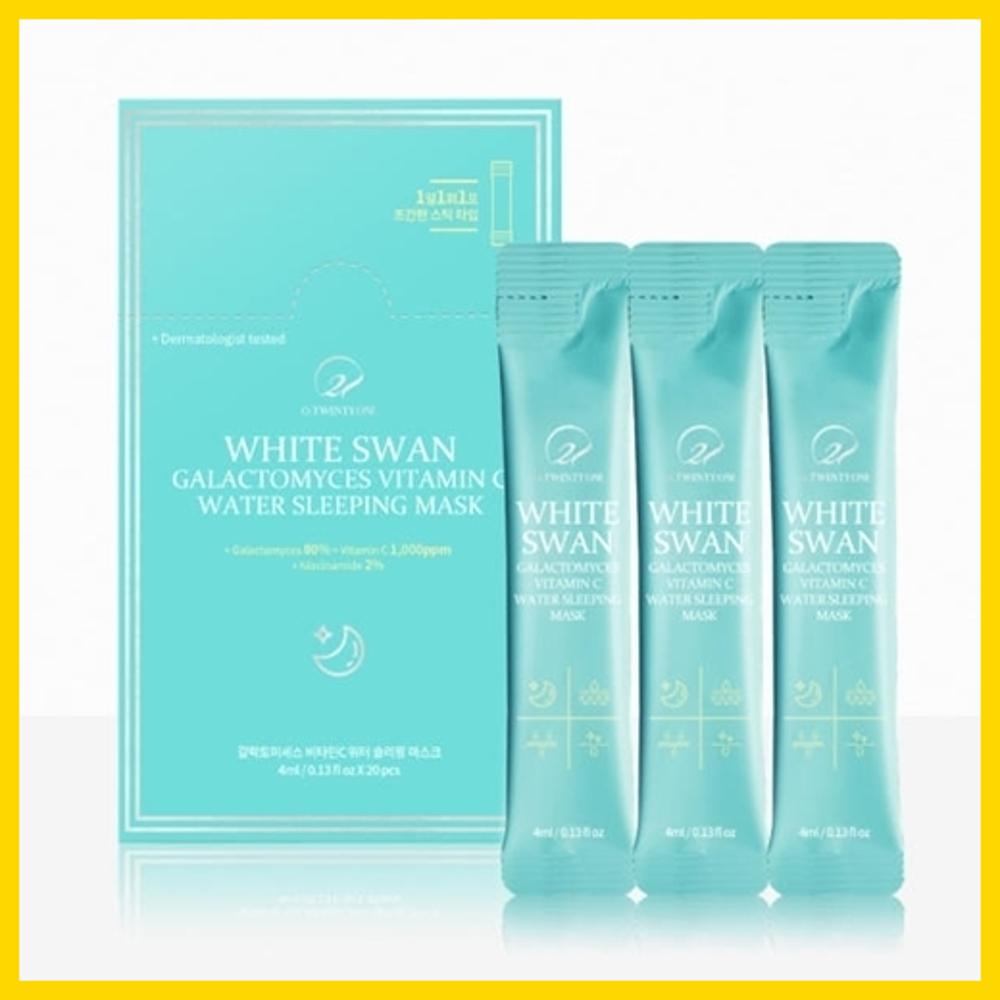 1일1회1포
초간편 스틱 타입
+ Dermatologist tested
O.TWENTYONE
WHITE SWAN
GALACTOMYCES VITAMIN C
WATER SLEEPING MASK
+ Galactomyces 80% + Vitamin C 1,000ppm
+ Niacinamide 2%
갈락토미세스 비타민C 워터 슬리핑 마스크
4ml / 0.13 fl oz X 20 pcs
O.TWENTYONE
WHITE
SWAN
GALACTOMYCES
VITAMIN C
WATER SLEEPING
MASK
4ml / 0.13 fl oz
O.TWENTYONE
WHITE
SWAN
GALACTOMYCES
VITAMIN C
WATER SLEEPING
MASK
4ml / 0.13 fl oz
O.TWENTYONE
WHITE
SWAN
GALACTOMYCES
VITAMIN C
WATER SLEEPING
MASK
4ml / 0.13 fl oz